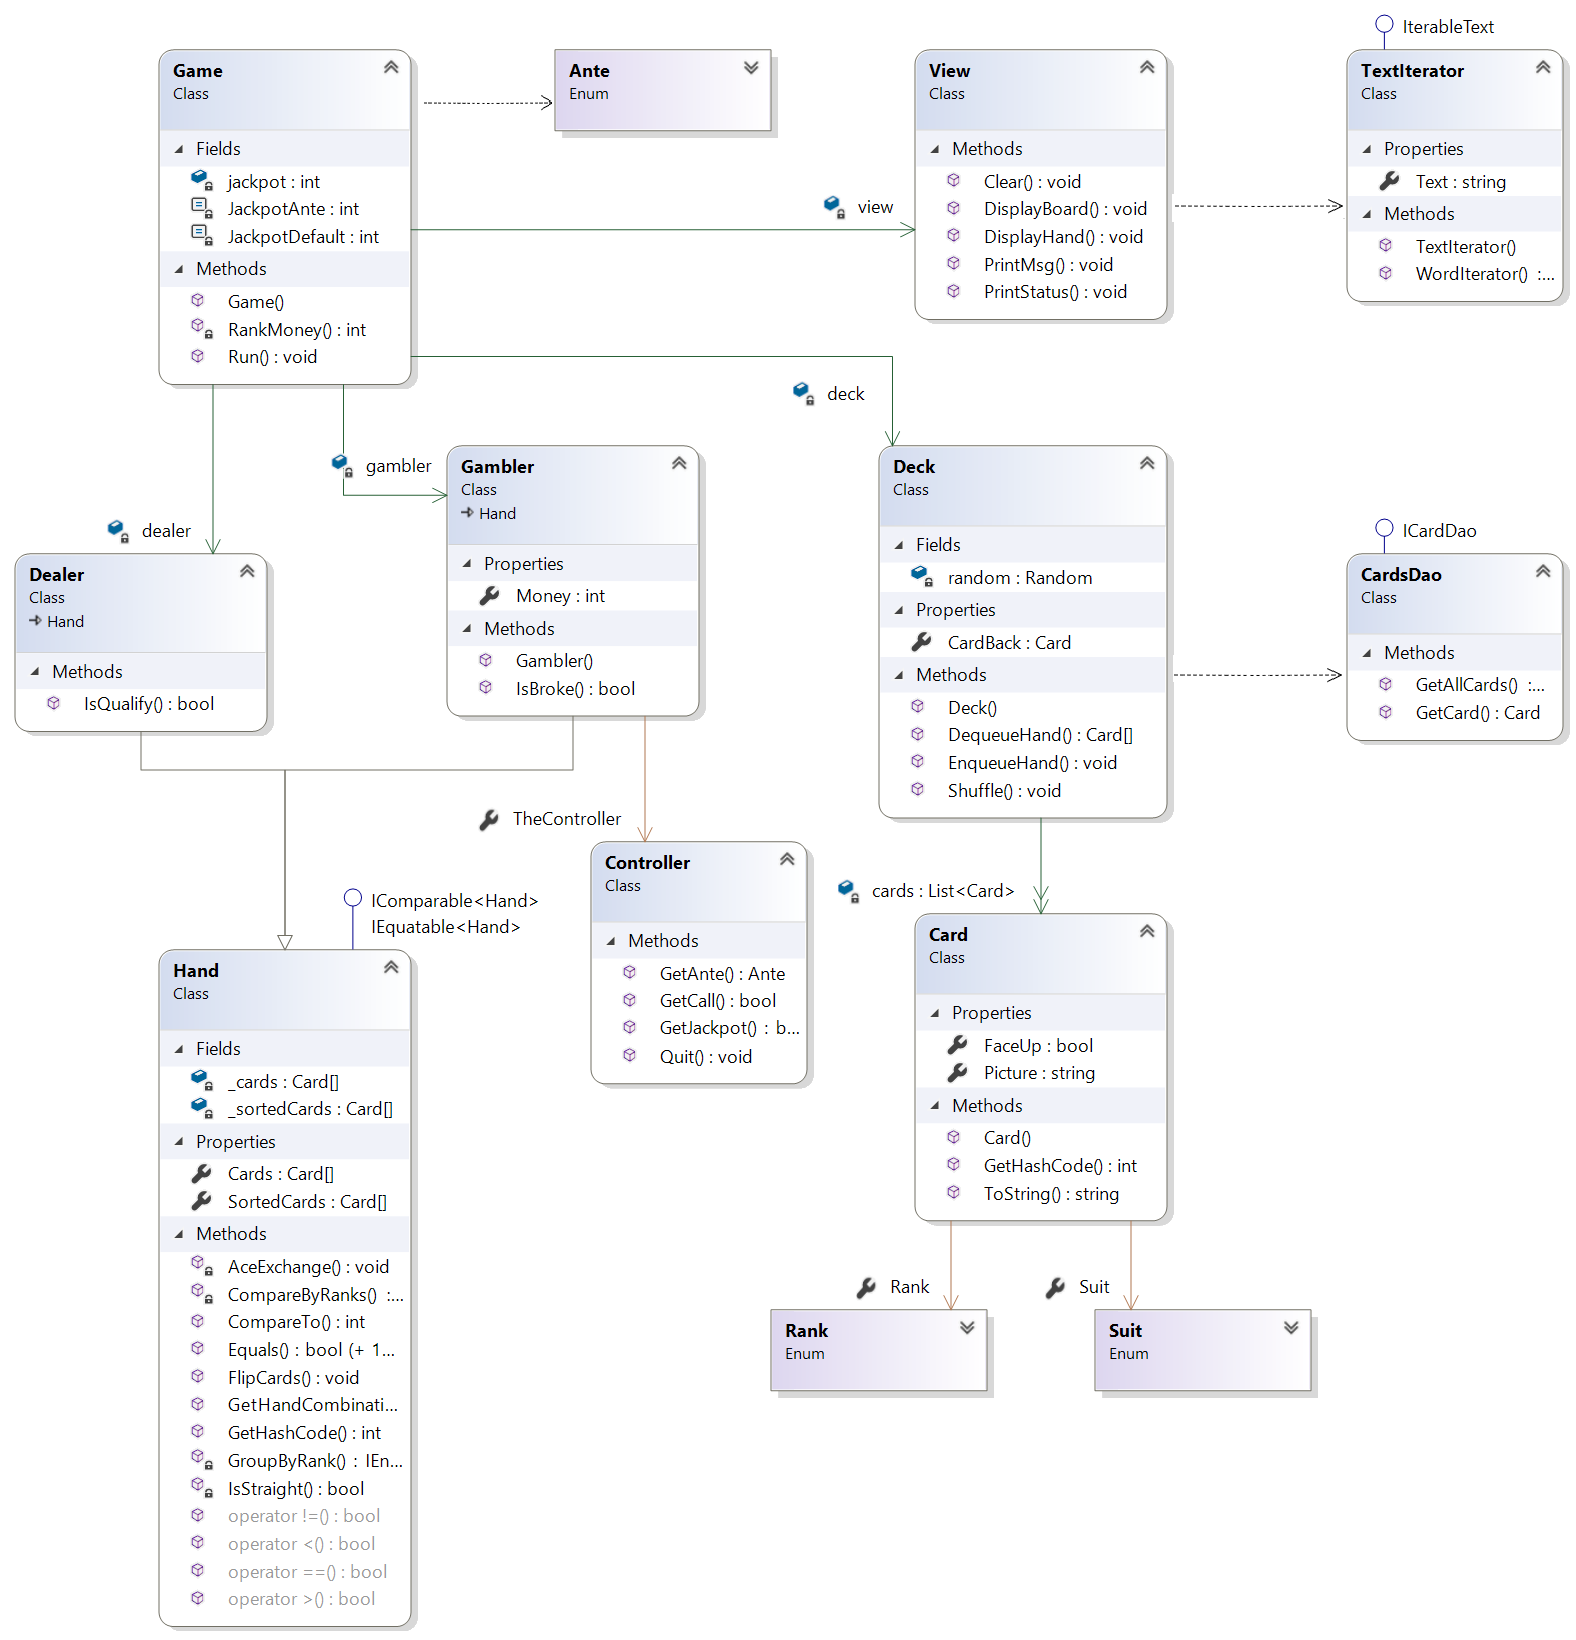 Game
Class
Fields
jackpot : int
JackpotAnte : int
JackpotDefault : int
Methods
Game()
RankMoney() : int
Run() : void
Ante
Enum
view
View
Class
Methods
Clear() : void
DisplayBoard() : void
DisplayHand() : void
PrintMsg() : void
PrintStatus() : void
IterableText
TextIterator
Class
Properties
Text : string
Methods
TextIterator()
WordIterator() :...
dealer
Dealer
Class
Hand
Methods
IsQualify() : bool
gambler
Gambler
Class
Hand
Properties
Money : int
Methods
Gambler()
IsBroke() : bool
deck
Deck
Class
Fields
random : Random
Properties
CardBack : Card
Methods
Deck()
DequeueHand() : Card[]
EnqueueHand() : void
Shuffle() : void
ICardDao
CardsDao
Class
Methods
GetAllCards() :...
GetCard() : Card
TheController
Controller
Class
Methods
GetAnte() : Ante
GetCall() : bool
GetJackpot() : b...
Quit() : void
cards : List<Card>
Card
Class
Properties
FaceUp : bool
Picture : string
Methods
Card()
GetHashCode() : int
ToString() : string
Rank
Suit
Rank
Enum
Suit
Enum
IComparable<Hand>
IEquatable<Hand>
Hand
Class
Fields
_cards : Card[]
_sortedCards : Card[]
Properties
Cards : Card[]
SortedCards : Card[]
Methods
AceExchange() : void
CompareByRanks() :...
CompareTo() : int
Equals() : bool (+ 1...
FlipCards() : void
GetHandCombinati...
GetHashCode() : int
GroupByRank() : IEn...
IsStraight() : bool
operator !=() : bool
operator <() : bool
operator ==() : bool
operator >() : bool